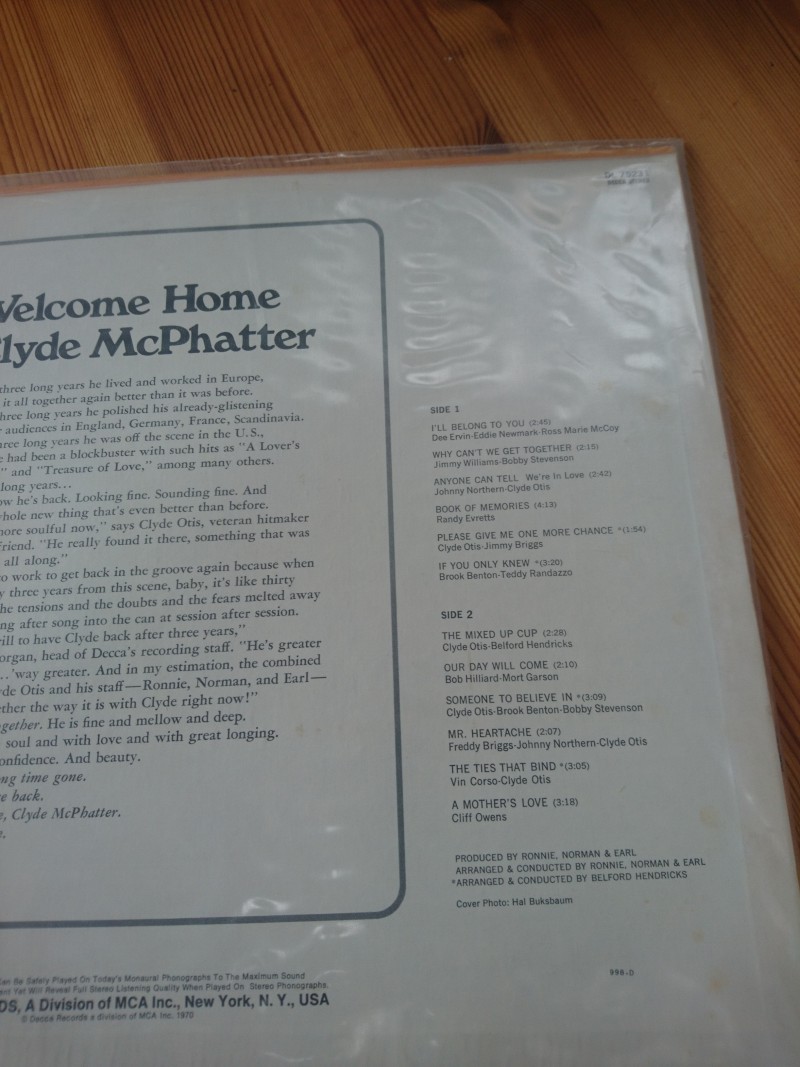 DL 75231
Welcome Home
Clyde McPhatter
three long years he lived and worked in Europe,
it all together again better than it was before.
three long years he polished his already-glistening
audiences in England, Germany, France, Scandinavia.
three long years he was off the scene in the U.S.,
had been a blockbuster with such hits as "A Lover's
" and "Treasure of Love," among many others.
long years...
now he's back. Looking fine. Sounding fine. And
whole new thing that's even better than before.
more soulful now," says Clyde Otis, veteran hitmaker
friend. "He really found it there, something that was
all along."
to work to get back in the groove again because when
three years from this scene, baby, it's like thirty
the tensions and the doubts and the fears melted away
song after song into the can at session after session.
to have Clyde back after three years,"
organ, head of Decca's recording staff. "He's greater
...'way greater. And in my estimation, the combined
Clyde Otis and his staff—Ronnie, Norman, and Earl—
the way it is with Clyde right now!"
together. He is fine and mellow and deep.
soul and with love and with great longing.
confidence. And beauty.
long time gone.
back.
, Clyde McPhatter.
SIDE 1
I'LL BELONG TO YOU (2:45)
Dee Ervin-Eddie Newmark-Ross Marie McCoy
WHY CAN'T WE GET TOGETHER (2:15)
Jimmy Williams-Bobby Stevenson
ANYONE CAN TELL We're in Love (2:42)
Johnny Northern-Clyde Otis
BOOK OF MEMORIES (4:13)
Randy Evretts
PLEASE GIVE ME ONE MORE CHANCE *(1:54)
Clyde Otis-Jimmy Briggs
IF YOU ONLY KNEW *(3:20)
Brook Benton-Teddy Randazzo
SIDE 2
THE MIXED UP CUP (2:28)
Clyde Otis-Belford Hendricks
OUR DAY WILL COME (2:10)
Bob Hilliard-Mort Garson
SOMEONE TO BELIEVE IN *(3:09)
Clyde Otis-Brook Benton-Bobby Stevenson
MR. HEARTACHE (2:07)
Freddy Briggs-Johnny Northern-Clyde Otis
THE TIES THAT BIND *(3:05)
Vin Corso-Clyde Otis
A MOTHER'S LOVE (3:18)
Cliff Owens
PRODUCED BY RONNIE, NORMAN & EARL
ARRANGED & CONDUCTED BY RONNIE, NORMAN & EARL
*ARRANGED & CONDUCTED BY BELFORD HENDRICKS
Cover Photo: Hal Buksbaum
998-D
Can Be Safely Played On Today's Monaural Phonographs To The Maximum Sound
Yet Will Reveal Full Stereo Listening Quality When Played On Stereo Phonographs.
DS, A Division of MCA Inc., New York, N. Y., USA
© Decca Records a division of MCA Inc. 1970